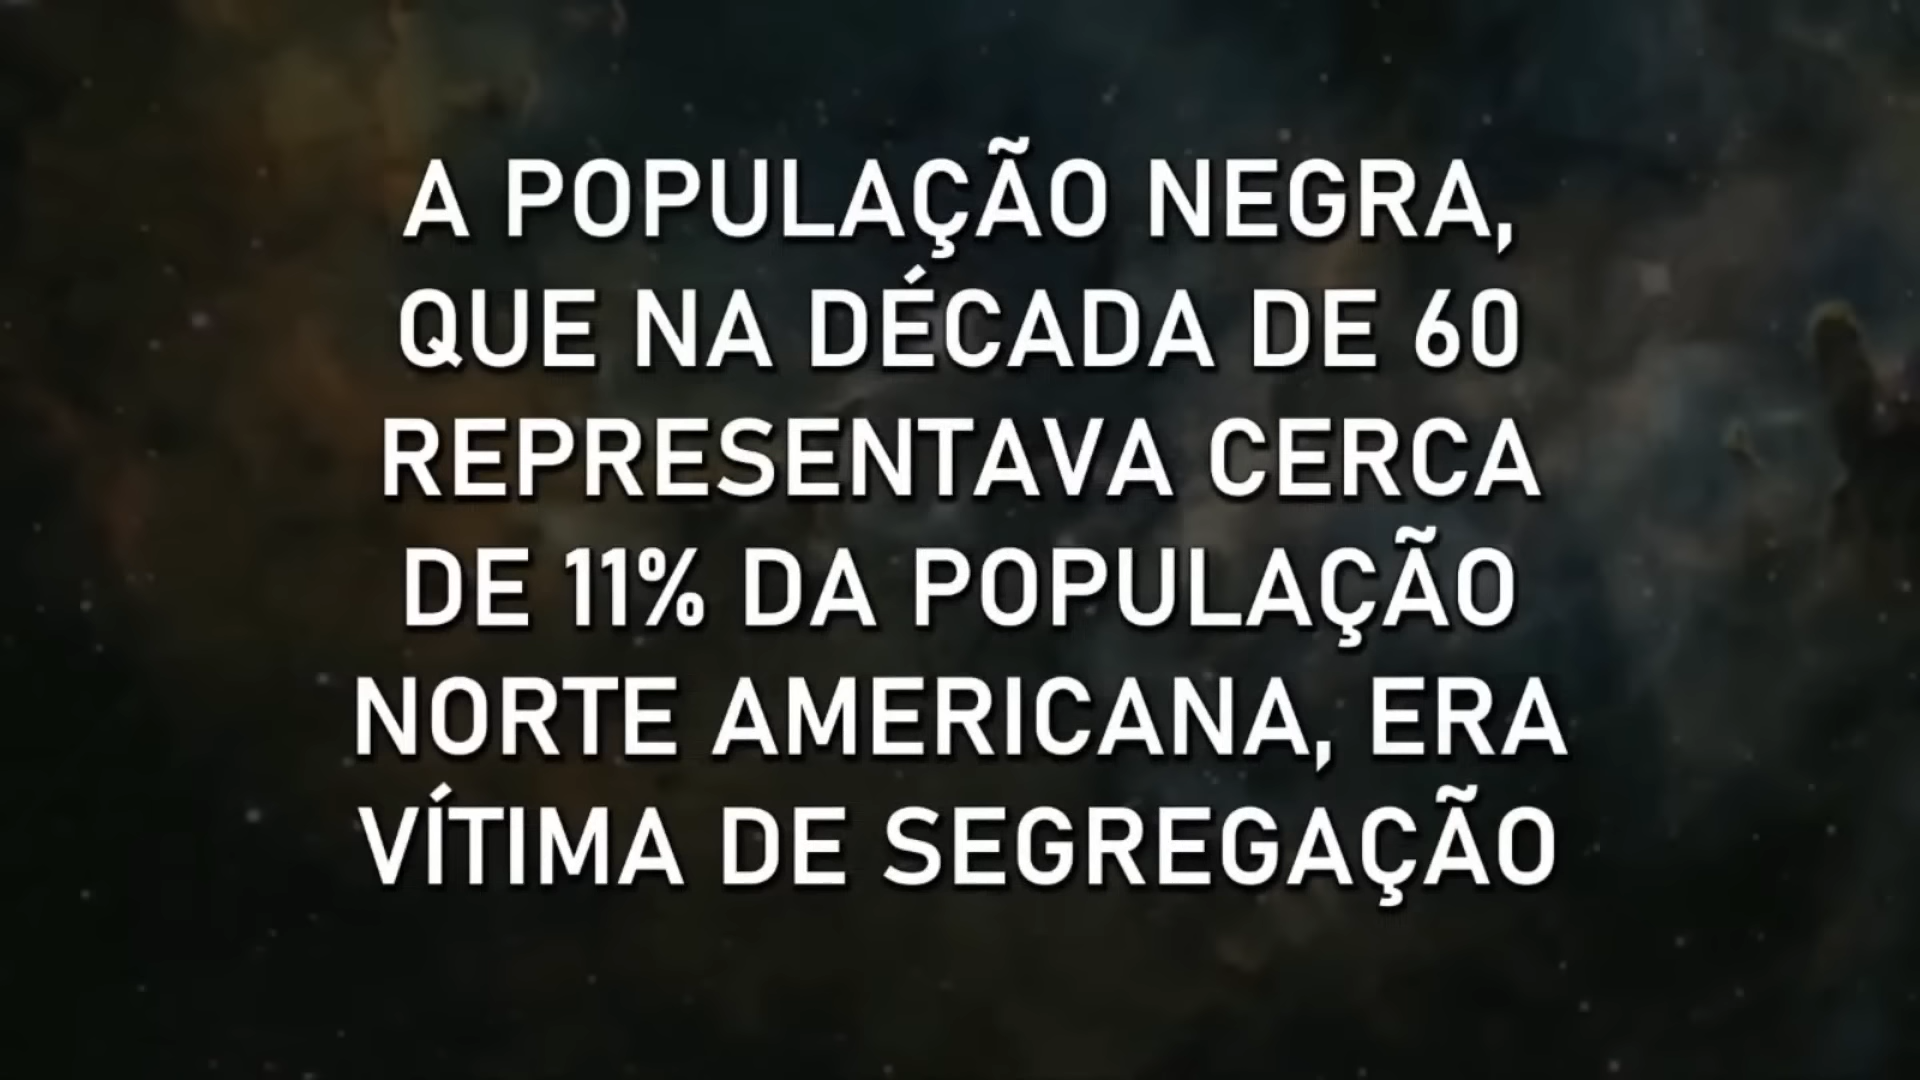 A POPULAÇÃO NEGRA,
QUE NA DÉCADA DE 60
REPRESENTAVA CERCA
DE 11% DA POPULAÇÃO
NORTE AMERICANA, ERA
VÍTIMA DE SEGREGAÇÃO